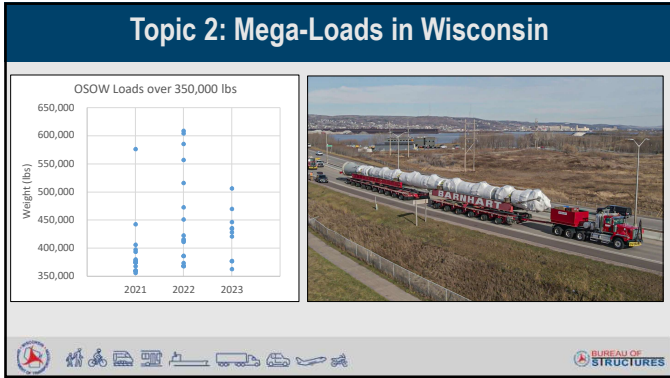 Topic 2: Mega-Loads in Wisconsin
OSOW Loads over 350,000 lbs
Weight (lbs)
650,000
600,000
550,000
500,000
450,000
400,000
350,000
2021 2022 2023
BARNHART
WISCONSIN
BUREAU OF
STRUCTURES